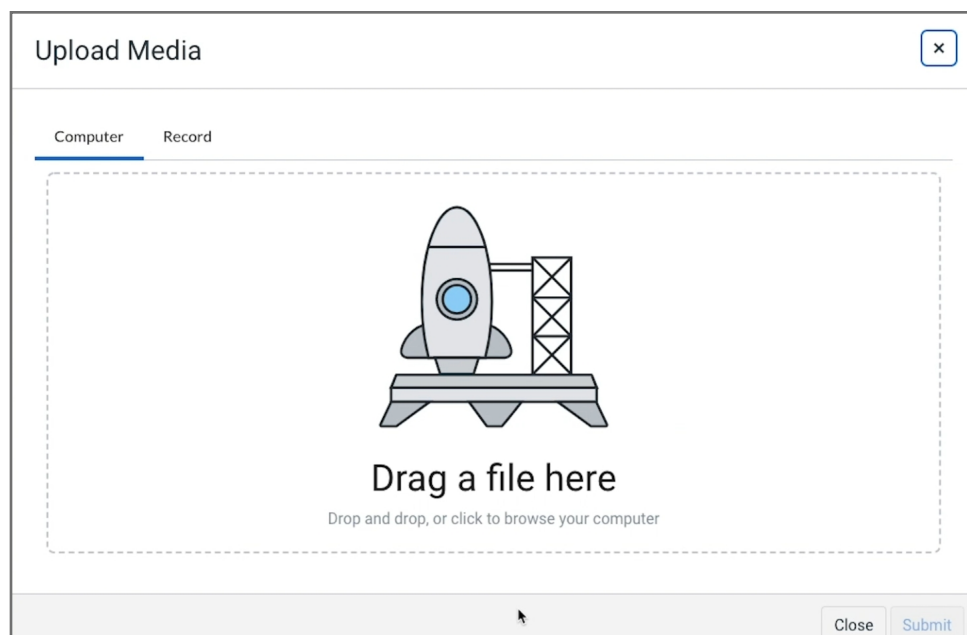 Upload Media
×
Computer Record
Drag a file here
Drop and drop, or click to browse your computer
Close Submit